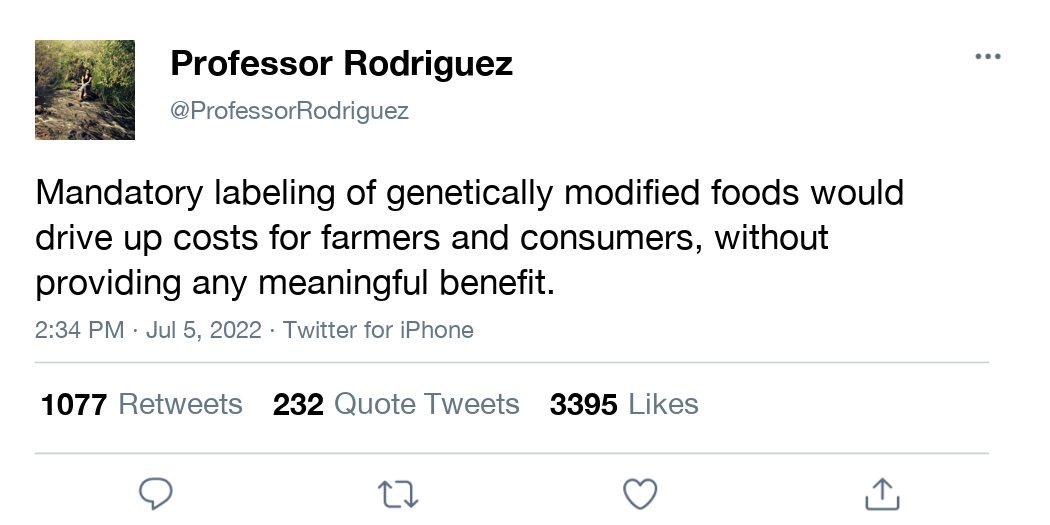 Professor Rodriguez
@ProfessorRodriguez
Mandatory labeling of genetically modified foods would
drive up costs for farmers and consumers, without
providing any meaningful benefit.
2:34 PM · Jul 5, 2022 · Twitter for iPhone
1077 Retweets 232 Quote Tweets 3395 Likes